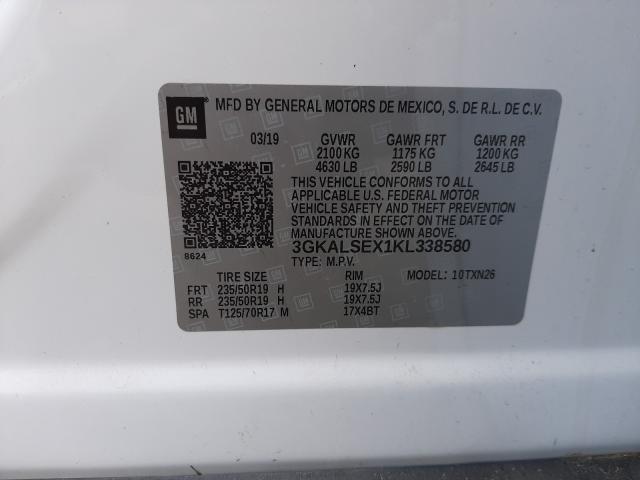 GM
MFD BY GENERAL MOTORS DE MEXICO, S. DE R.L. DE C.V.
03/19 GVWR GAWR FRT GAWR RR
2100 KG 1175 KG 1200 KG
4630 LB 2590 LB 2645 LB
THIS VEHICLE CONFORMS TO ALL
APPLICABLE U.S. FEDERAL MOTOR
VEHICLE SAFETY AND THEFT PREVENTION
STANDARDS IN EFFECT ON THE DATE OF
MANUFACTURE SHOWN ABOVE.
3GKALSEX1KL338580
8624
TYPE: M.P.V. MODEL: 10TXN26
TIRE SIZE RIM
FRT 235/50R19 H 19X7.5J
RR 235/50R19 H 19X7.5J
SPA T125/70R17 M 17X4BT